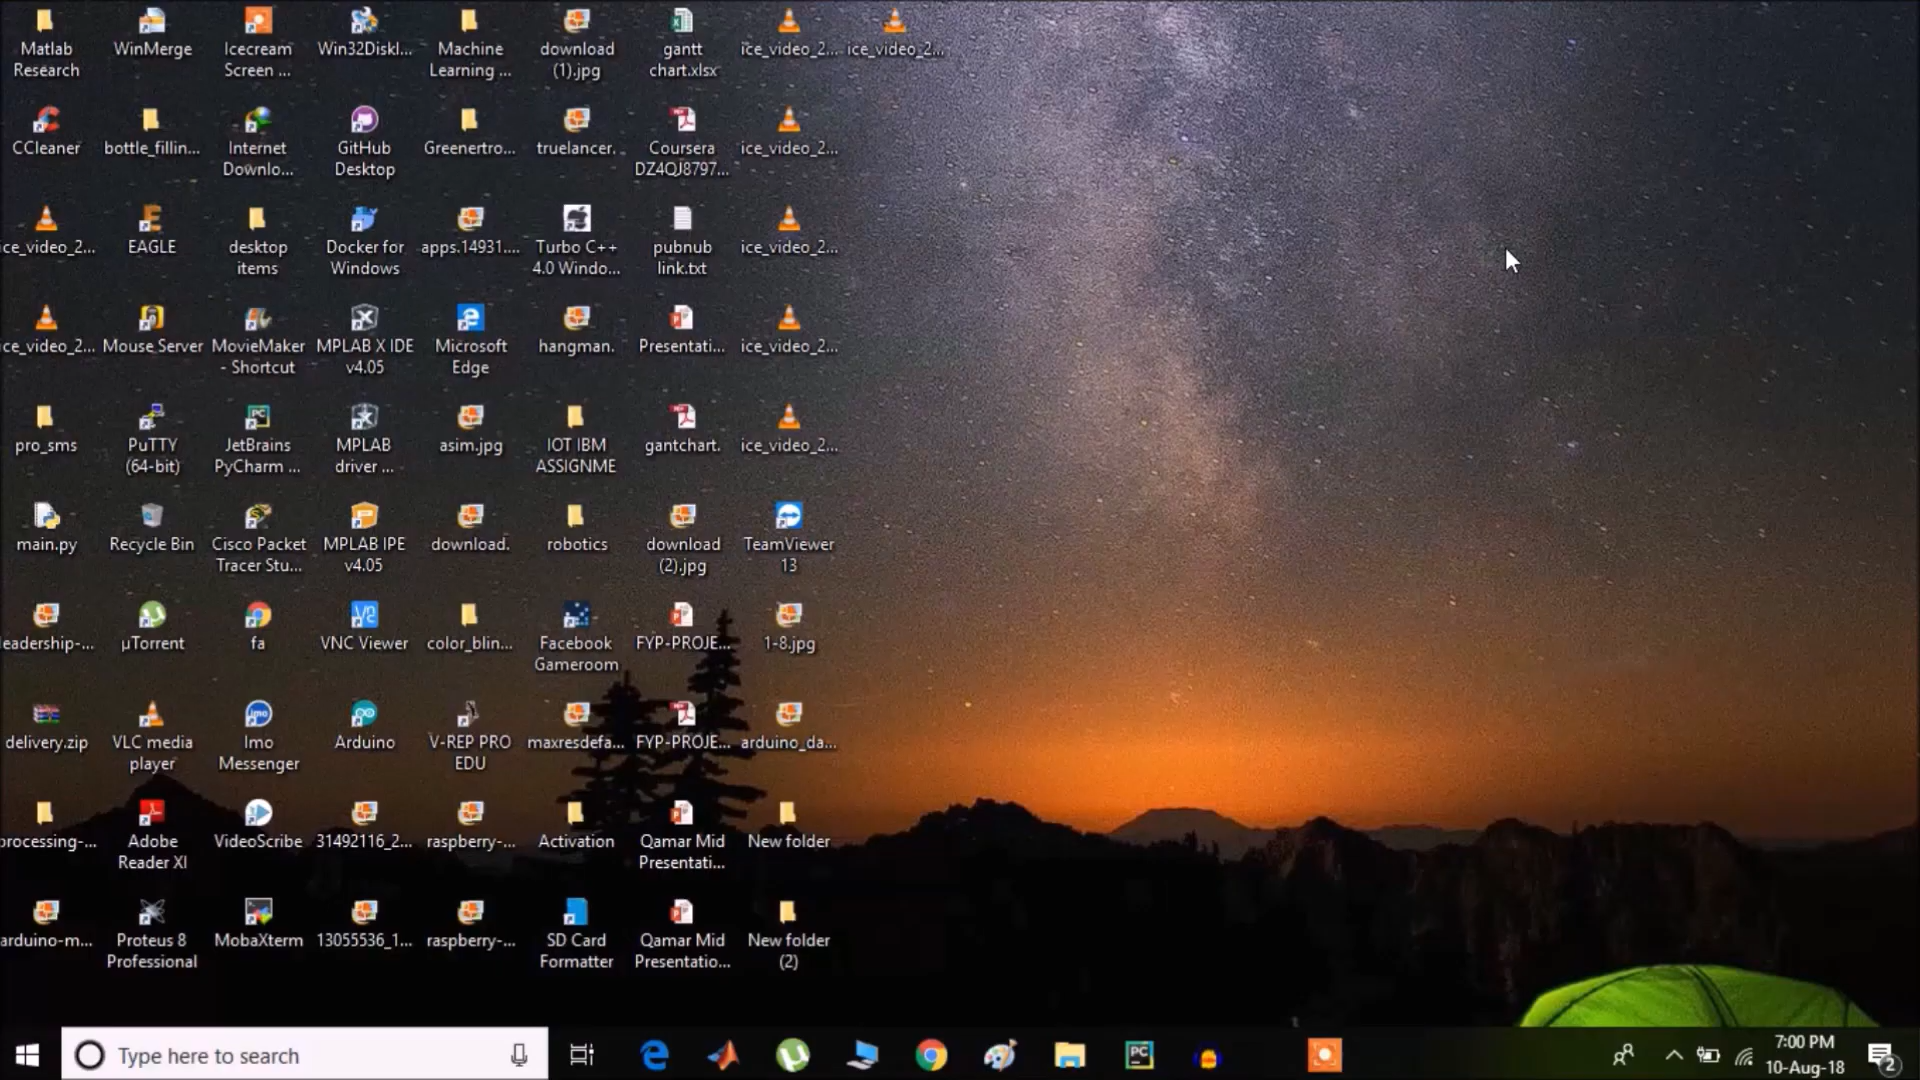 Matlab
Research
WinMerge
Icecream
Screen ...
Win32DiskI...
Machine
Learning ...
download
(1).jpg
gantt
chart.xlsx
ice_video_2...
ice_video_2...
CCleaner
bottle_fillin...
Internet
Downlo...
GitHub
Desktop
Greenertro...
truelancer.
Coursera
DZ4QJ8797...
ice_video_2...
ice_video_2...
EAGLE
desktop
items
Docker for
Windows
apps.14931....
Turbo C++
4.0 Windo...
pubnub
link.txt
ice_video_2...
ice_video_2...
Mouse Server
MovieMaker
- Shortcut
MPLAB X IDE
v4.05
Microsoft
Edge
hangman.
Presentati...
ice_video_2...
pro_sms
PuTTY
(64-bit)
JetBrains
PyCharm ...
MPLAB
driver ...
asim.jpg
IOT IBM
ASSIGNME
gantchart.
ice_video_2...
main.py
Recycle Bin
Cisco Packet
Tracer Stu...
MPLAB IPE
v4.05
download.
robotics
download
(2).jpg
TeamViewer
13
leadership-...
µTorrent
fa
VNC Viewer
color_blin...
Facebook
Gameroom
FYP-PROJE...
1-8.jpg
delivery.zip
VLC media
player
Imo
Messenger
Arduino
V-REP PRO
EDU
maxresdefa...
FYP-PROJE...
arduino_da...
processing-...
Adobe
Reader XI
VideoScribe
31492116_2...
raspberry-...
Activation
Qamar Mid
Presentati...
New folder
arduino-m...
Proteus 8
Professional
MobaXterm
13055536_1...
raspberry-...
SD Card
Formatter
Qamar Mid
Presentatio...
New folder
(2)
Type here to search
7:00 PM
10-Aug-18
2